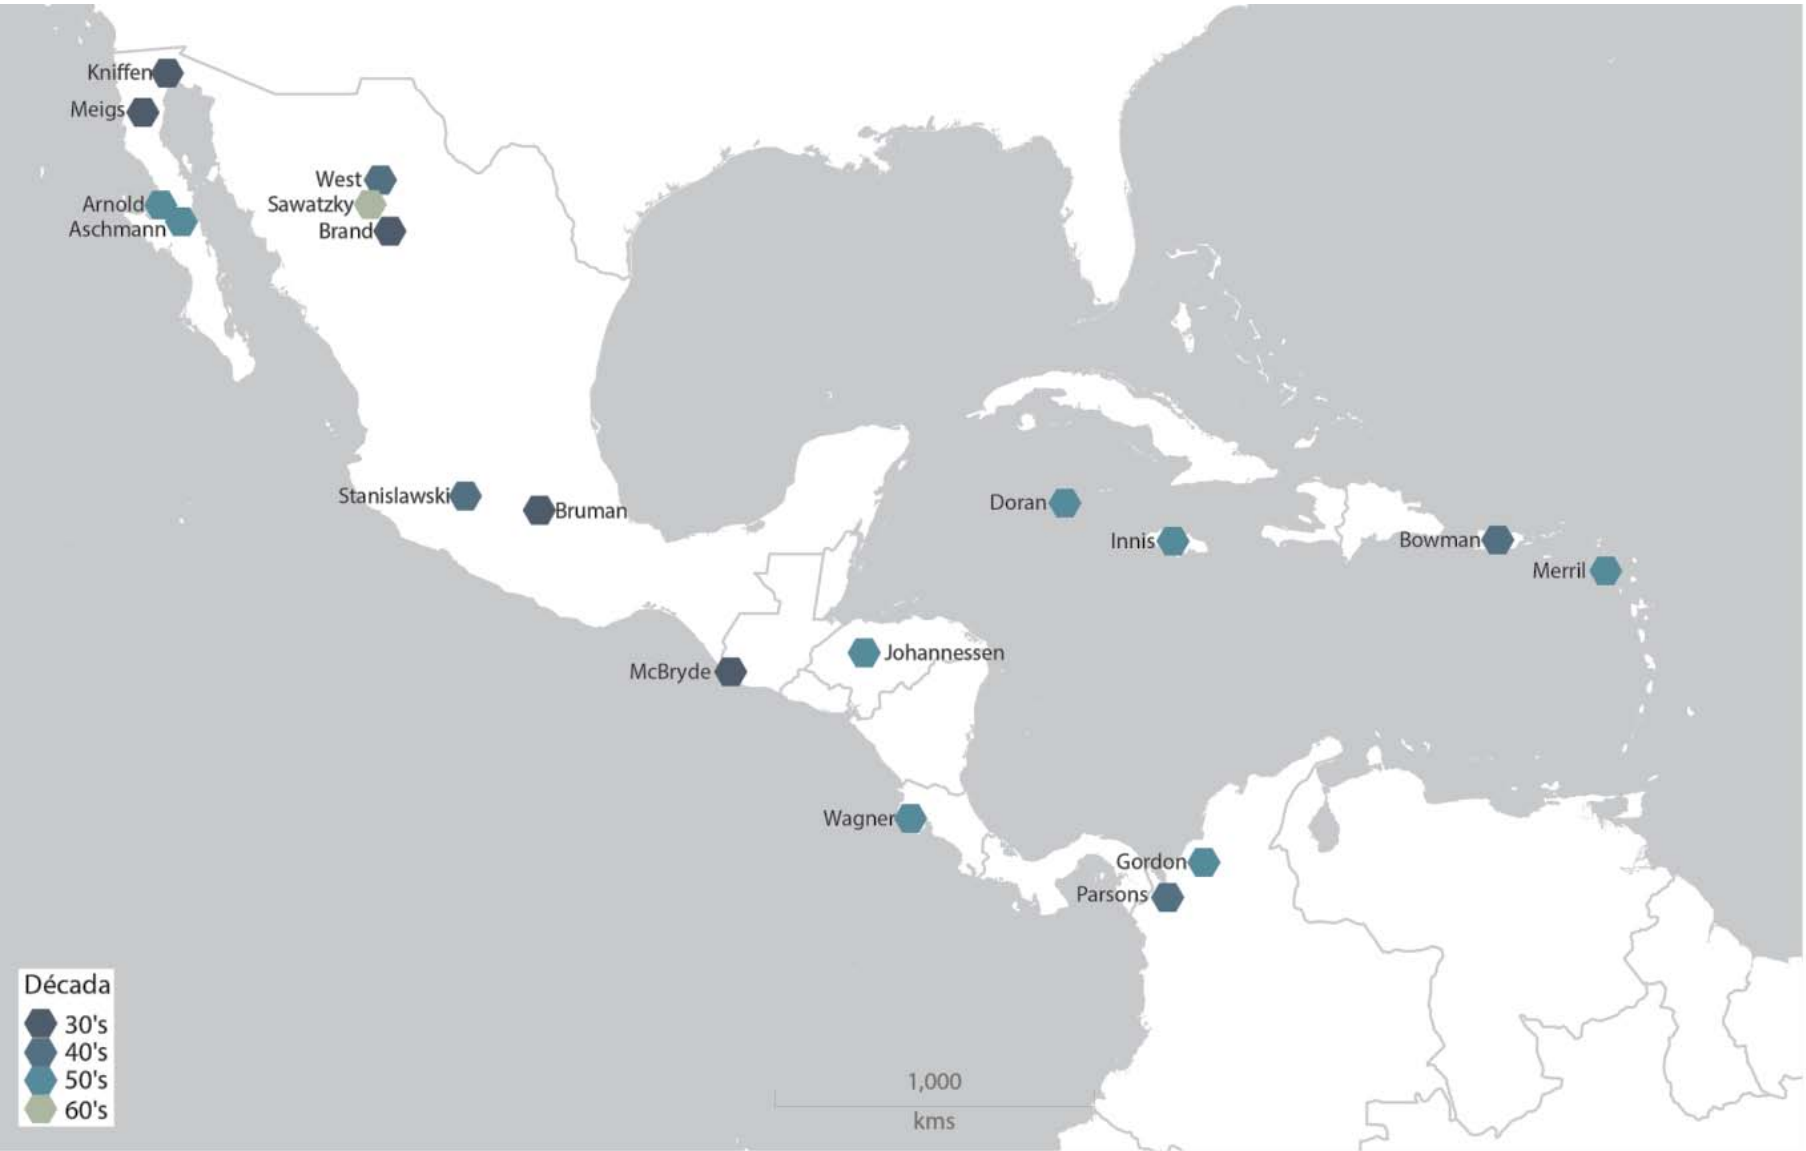 Kniffen
Meigs
West
Arnold
Sawatzky
Aschmann
Brand
Stanislawski
Bruman
Doran
Innis
Bowman
Merril
Johannessen
McBryde
Wagner
Gordon
Parsons
Década
30's
40's
50's
60's
1,000
kms